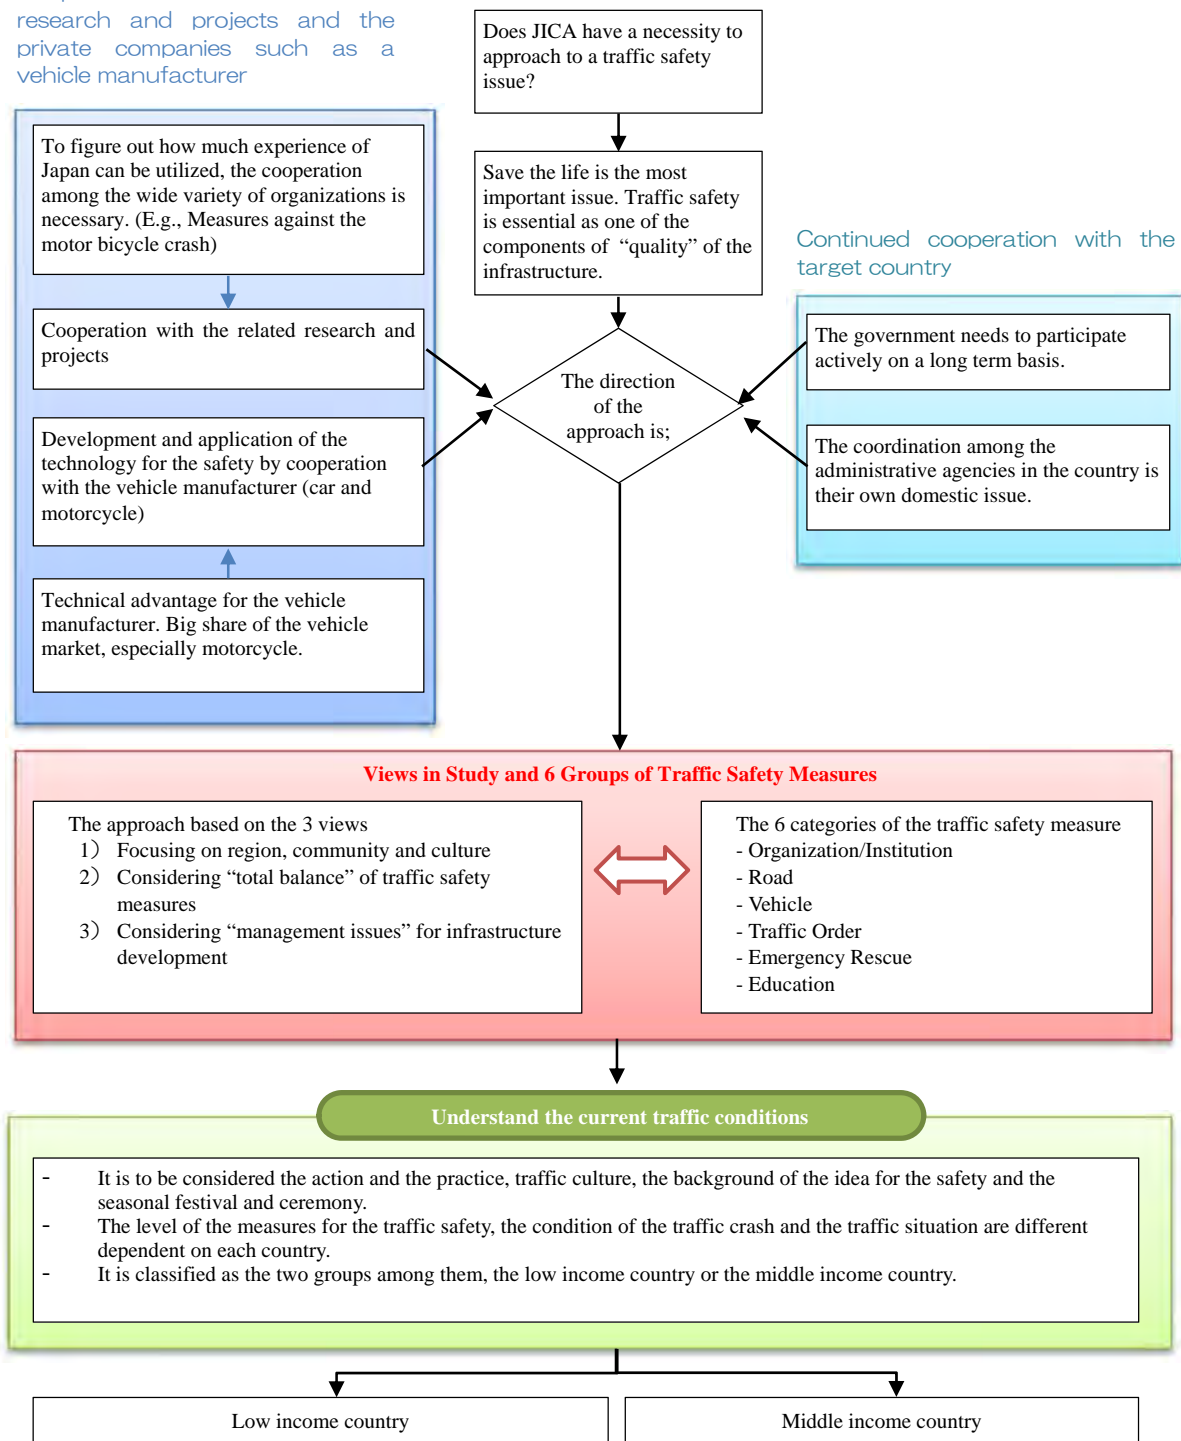 research and projects and the
private companies such as a
vehicle manufacturer
Does JICA have a necessity to
approach to a traffic safety
issue?
To figure out how much experience of
Japan can be utilized, the cooperation
among the wide variety of organizations is
necessary. (E.g., Measures against the
motor bicycle crash)
Save the life is the most
important issue. Traffic safety
is essential as one of the
components of “quality” of the
infrastructure.
Continued cooperation with the
target country
Cooperation with the related research and
projects
The direction
of the
approach is;
The government needs to participate
actively on a long term basis.
Development and application of the
technology for the safety by cooperation
with the vehicle manufacturer (car and
motorcycle)
The coordination among the
administrative agencies in the country is
their own domestic issue.
Technical advantage for the vehicle
manufacturer. Big share of the vehicle
market, especially motorcycle.
Views in Study and 6 Groups of Traffic Safety Measures
The approach based on the 3 views
1） Focusing on region, community and culture
2） Considering “total balance” of traffic safety
measures
3） Considering “management issues” for infrastructure
development
The 6 categories of the traffic safety measure
- Organization/Institution
- Road
- Vehicle
- Traffic Order
- Emergency Rescue
- Education
Understand the current traffic conditions
- It is to be considered the action and the practice, traffic culture, the background of the idea for the safety and the
seasonal festival and ceremony.
- The level of the measures for the traffic safety, the condition of the traffic crash and the traffic situation are different
dependent on each country.
- It is classified as the two groups among them, the low income country or the middle income country.
Low income country
Middle income country